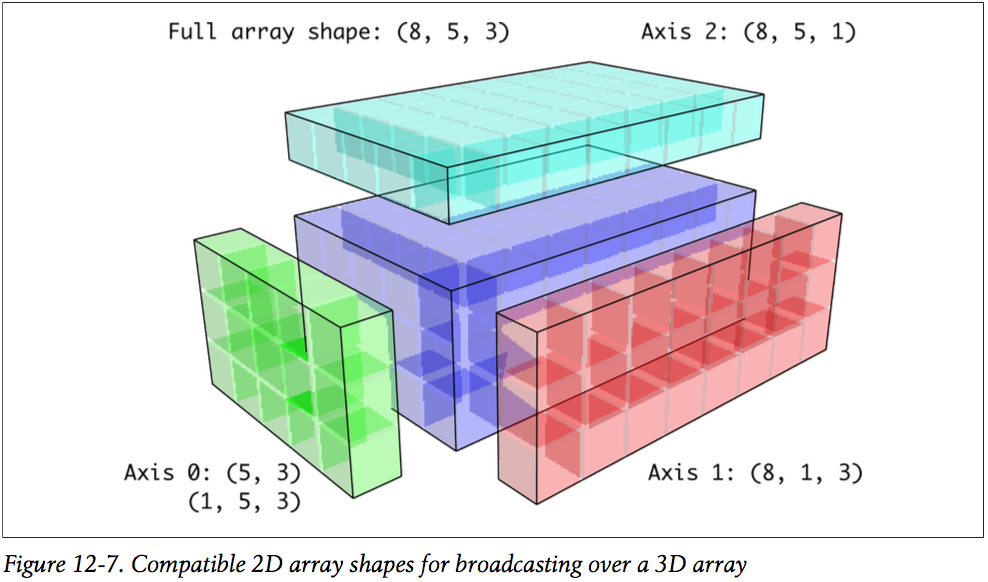 Full array shape: (8, 5, 3)
Axis 2: (8, 5, 1)
Axis 0: (5, 3)
(1, 5, 3)
Axis 1: (8, 1, 3)
Figure 12-7. Compatible 2D array shapes for broadcasting over a 3D array